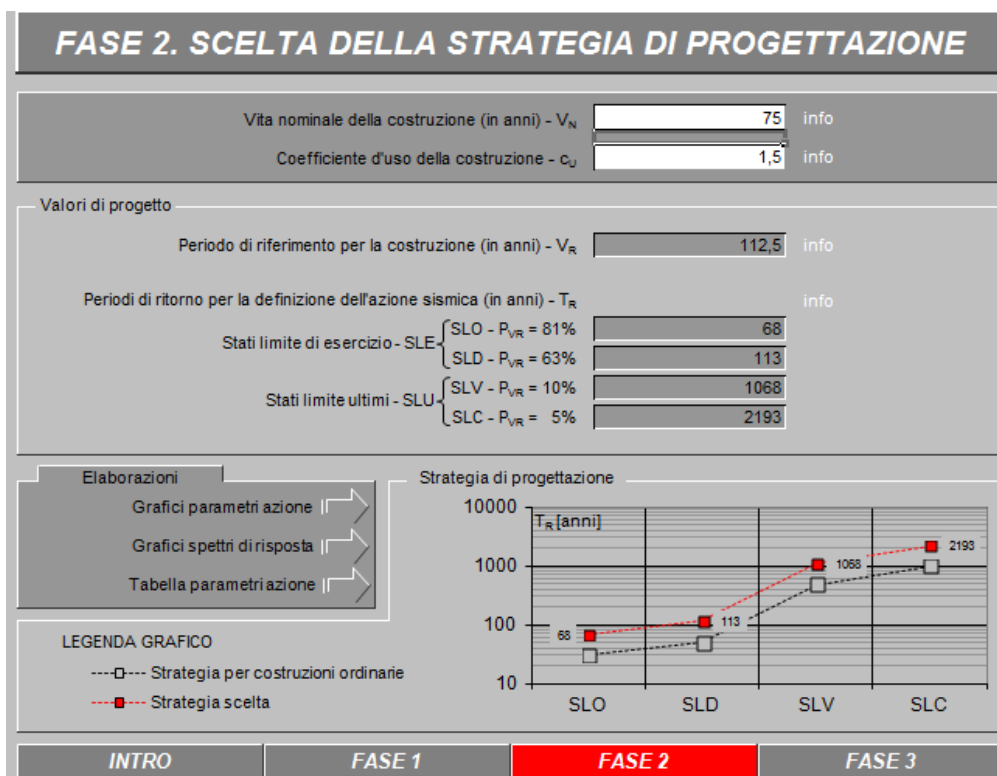 FASE 2. SCELTA DELLA STRATEGIA DI PROGETTAZIONE
Vita nominale della costruzione (in anni) - VN 75 info
Coefficiente d'uso della costruzione - cU 1,5 info
Valori di progetto
Periodo di riferimento per la costruzione (in anni) - VR 112,5 info
Periodi di ritorno per la definizione dell'azione sismica (in anni) - TR info
Stati limite di esercizio - SLE
SLO - PVR = 81% 68
SLD - PVR = 63% 113
Stati limite ultimi - SLU
SLV - PVR = 10% 1068
SLC - PVR = 5% 2193
Elaborazioni
Grafici parametri azione
Grafici spettri di risposta
Tabella parametri azione
Strategia di progettazione
TR [anni]
10000
1000
100
10
68
113
1068
2193
SLO SLD SLV SLC
LEGENDA GRAFICO
Strategia per costruzioni ordinarie
Strategia scelta
INTRO FASE 1 FASE 2 FASE 3